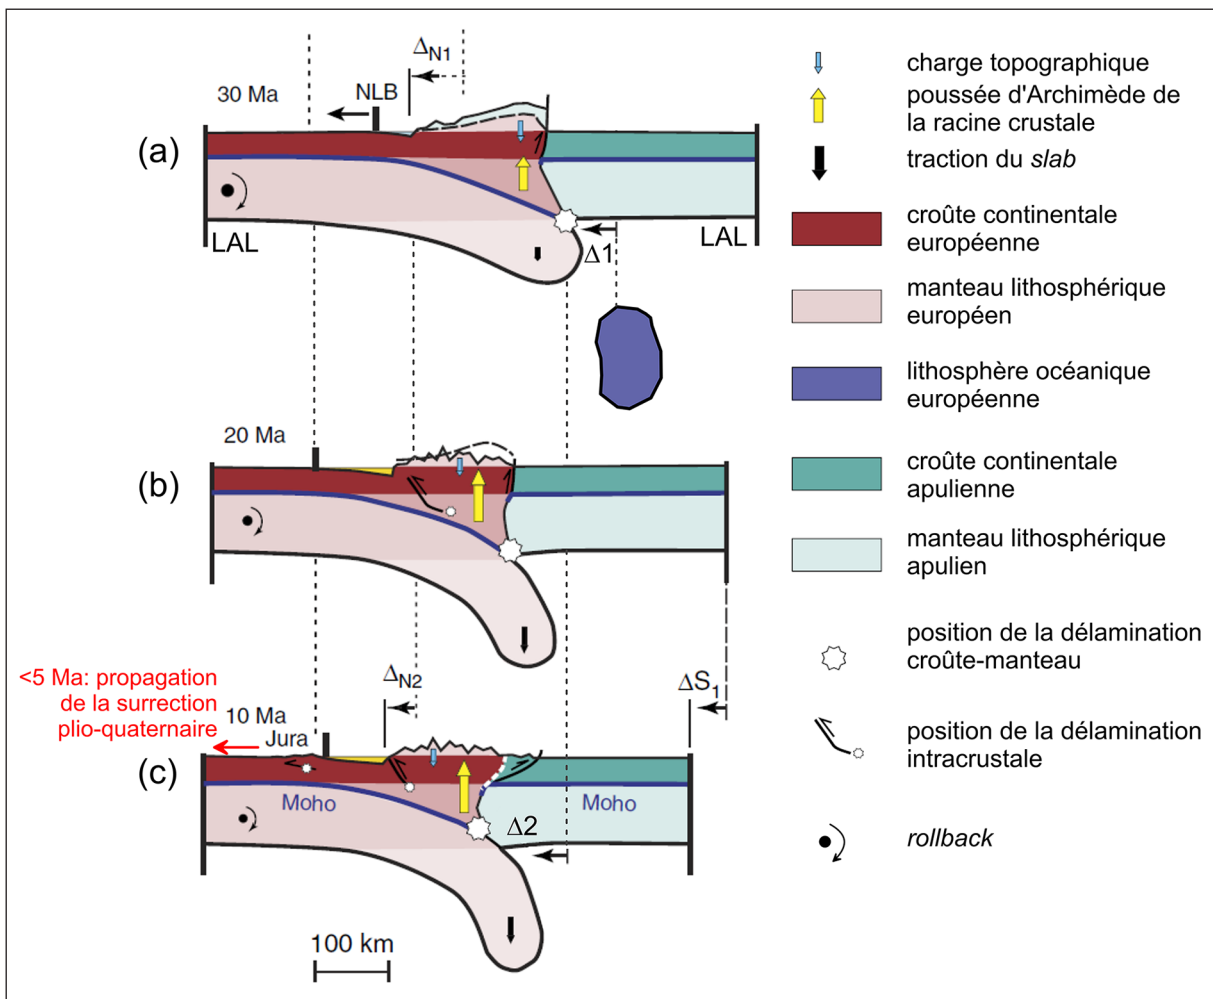 ΔN1
30 Ma
NLB
(a)
LAL
LAL
Δ1
20 Ma
(b)
<5 Ma: propagation
de la surrection
plio-quaternaire
ΔN2
ΔS1
10 Ma
Jura
(c)
Moho
Moho
Δ2
100 km
charge topographique
poussée d'Archimède de
la racine crustale
traction du slab
croûte continentale
européenne
manteau lithosphérique
européen
lithosphère océanique
européenne
croûte continentale
apulienne
manteau lithosphérique
apulien
position de la délamination
croûte-manteau
position de la délamination
intracrustale
rollback